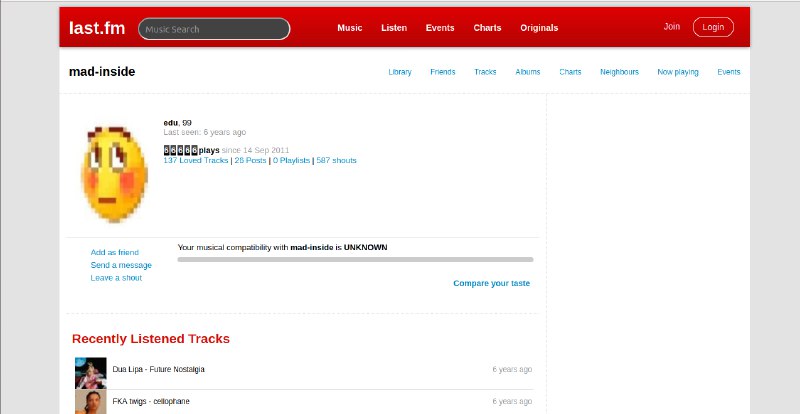 last.fm
Music Search
Music Listen Events Charts Originals
Join Login
mad-inside
Library Friends Tracks Albums Charts Neighbours Now playing Events
edu, 99
Last seen: 6 years ago
plays since 14 Sep 2011
137 Loved Tracks | 26 Posts | 0 Playlists | 587 shouts
Add as friend
Send a message
Leave a shout
Your musical compatibility with mad-inside is UNKNOWN
Compare your taste
Recently Listened Tracks
Dua Lipa - Future Nostalgia 6 years ago
FKA twigs - cellophane 6 years ago